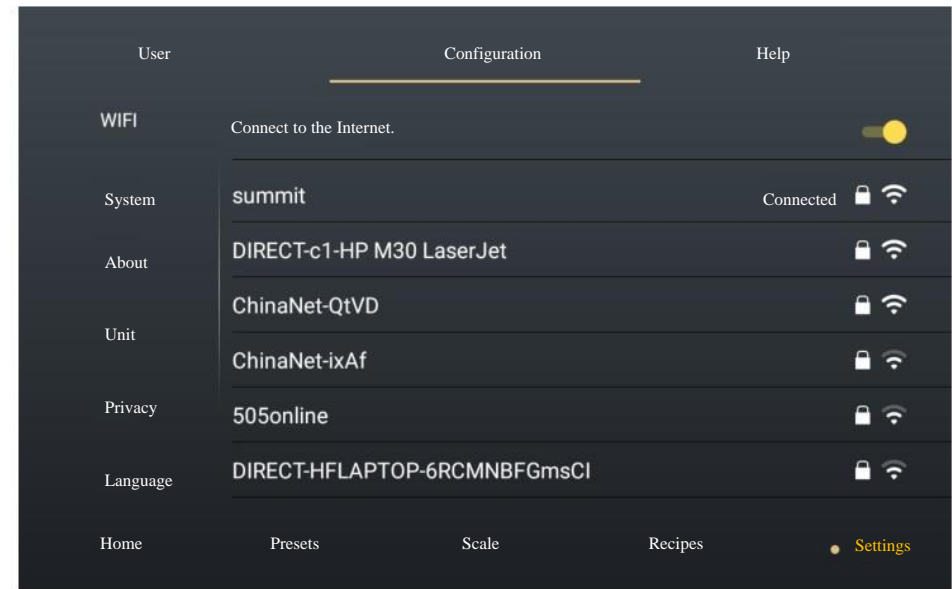 User Configuration Help
WIFI
Connect to the Internet.
System
summit Connected
About
DIRECT-c1-HP M30 LaserJet
ChinaNet-QtVD
Unit
ChinaNet-ixAf
Privacy
505online
Language
DIRECT-HFLAPTOP-6RCMNBFGmsCI
Home Presets Scale Recipes Settings